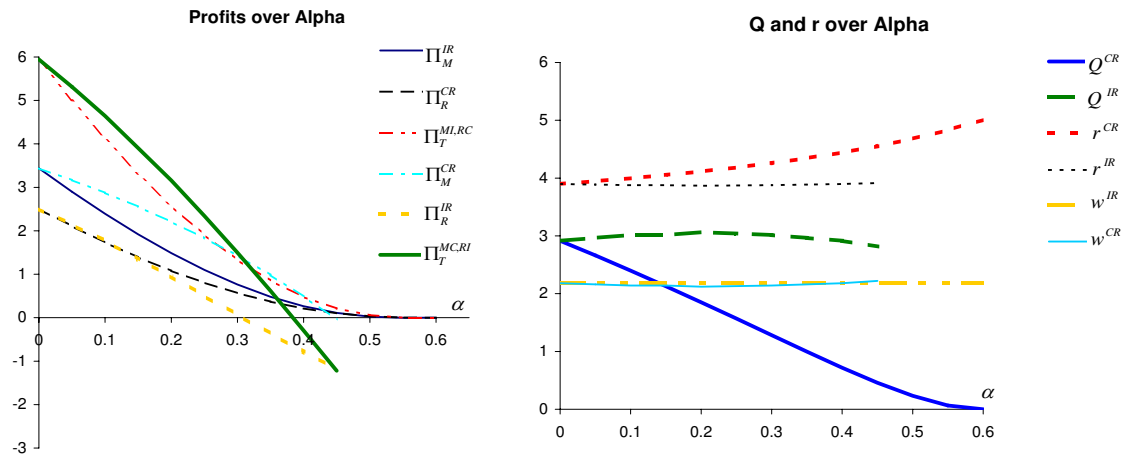 Profits over Alpha
6
5
4
3
2
1
0
-1
-2
-3
0 0.1 0.2 0.3 0.4 0.5 0.6
α
Π_M^{IR}
Π_R^{CR}
Π_T^{MI,RC}
Π_M^{CR}
Π_R^{IR}
Π_T^{MC,RI}
Q and r over Alpha
6
5
4
3
2
1
0
0 0.1 0.2 0.3 0.4 0.5 0.6
α
Q^{CR}
Q^{IR}
r^{CR}
r^{IR}
w^{IR}
w^{CR}